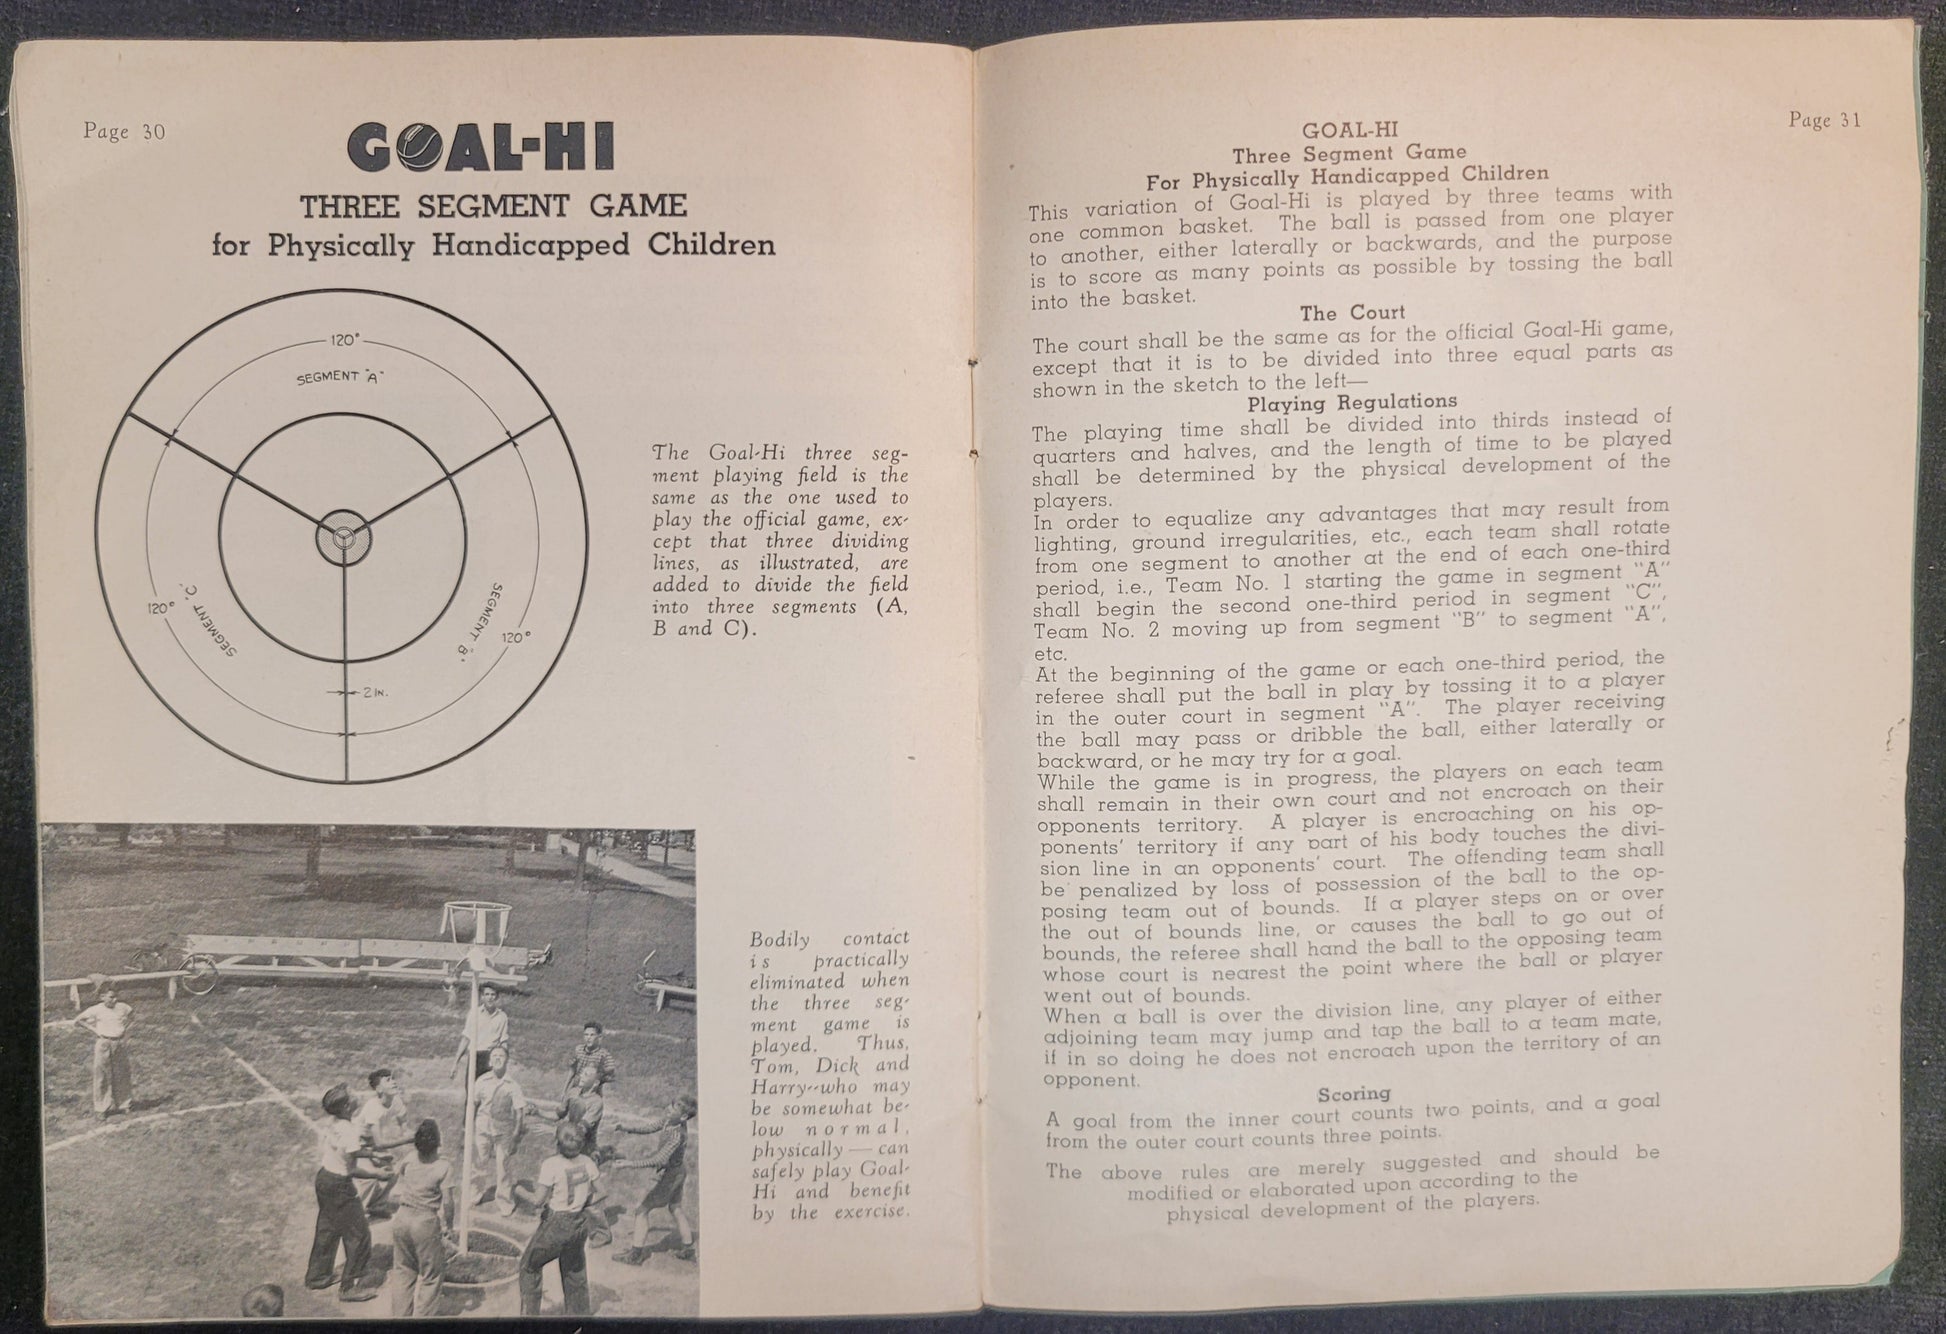 Page 30
GOAL-HI
THREE SEGMENT GAME
for Physically Handicapped Children
120°
SEGMENT "A"
120°
SEGMENT "C"
SEGMENT "B"
120°
2 IN.
The Goal-Hi three seg-
ment playing field is the
same as the one used to
play the official game, ex-
cept that three dividing
lines, as illustrated, are
added to divide the field
into three segments (A,
B and C).
Bodily contact
is practically
eliminated when
the three seg-
ment game is
played. Thus,
Tom, Dick and
Harry--who may
be somewhat be-
low normal,
physically — can
safely play Goal-
Hi and benefit
by the exercise.
P
Page 31
GOAL-HI
Three Segment Game
For Physically Handicapped Children
This variation of Goal-Hi is played by three teams with
one common basket. The ball is passed from one player
to another, either laterally or backwards, and the purpose
is to score as many points as possible by tossing the ball
into the basket.
The Court
The court shall be the same as for the official Goal-Hi game,
except that it is to be divided into three equal parts as
shown in the sketch to the left—
Playing Regulations
The playing time shall be divided into thirds instead of
quarters and halves, and the length of time to be played
shall be determined by the physical development of the
players.
In order to equalize any advantages that may result from
lighting, ground irregularities, etc., each team shall rotate
from one segment to another at the end of each one-third
period, i.e., Team No. 1 starting the game in segment "A"
shall begin the second one-third period in segment "C",
Team No. 2 moving up from segment "B" to segment "A",
etc.
At the beginning of the game or each one-third period, the
referee shall put the ball in play by tossing it to a player
in the outer court in segment "A". The player receiving
the ball may pass or dribble the ball, either laterally or
backward, or he may try for a goal.
While the game is in progress, the players on each team
shall remain in their own court and not encroach on their
opponents territory. A player is encroaching on his op-
ponents' territory if any part of his body touches the divi-
sion line in an opponents' court. The offending team shall
be penalized by loss of possession of the ball to the op-
posing team out of bounds. If a player steps on or over
the out of bounds line, or causes the ball to go out of
bounds, the referee shall hand the ball to the opposing team
whose court is nearest the point where the ball or player
went out of bounds.
When a ball is over the division line, any player of either
adjoining team may jump and tap the ball to a team mate,
if in so doing he does not encroach upon the territory of an
opponent.
Scoring
A goal from the inner court counts two points, and a goal
from the outer court counts three points.
The above rules are merely suggested and should be
modified or elaborated upon according to the
physical development of the players.